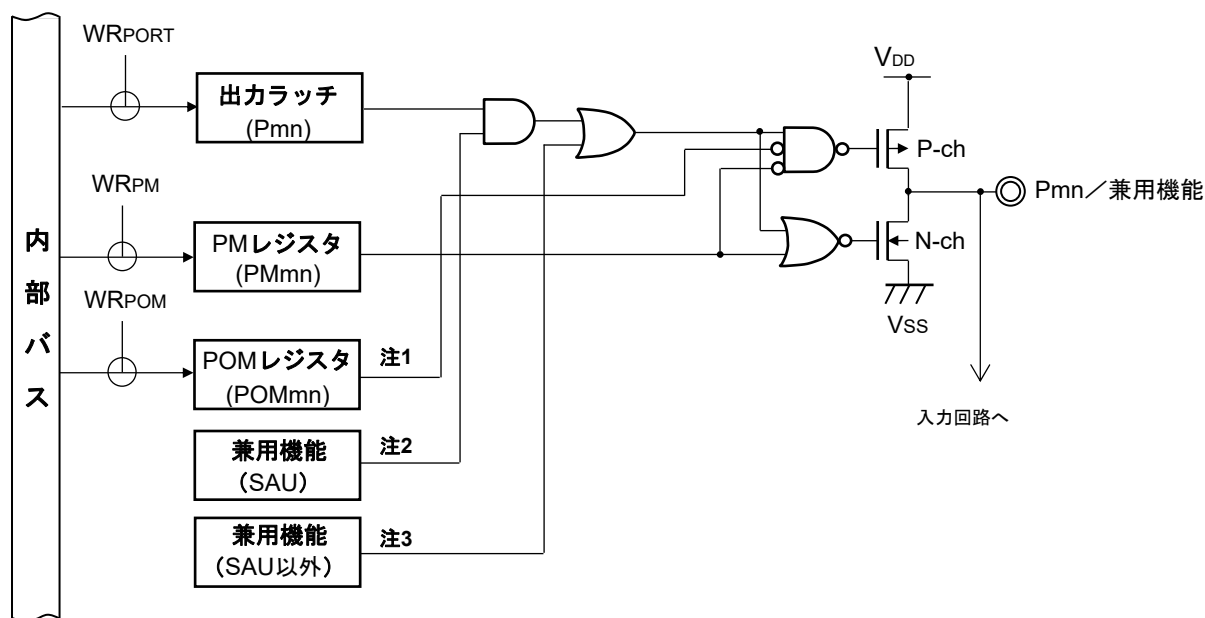 WRPORT
出力ラッチ
(Pmn)
VDD
P-ch
Pmn／兼用機能
WRPM
PMレジスタ
(PMmn)
N-ch
VSS
内部バス
WRPOM
POMレジスタ
(POMmn)
注1
入力回路へ
兼用機能
（SAU）
注2
兼用機能
（SAU以外）
注3